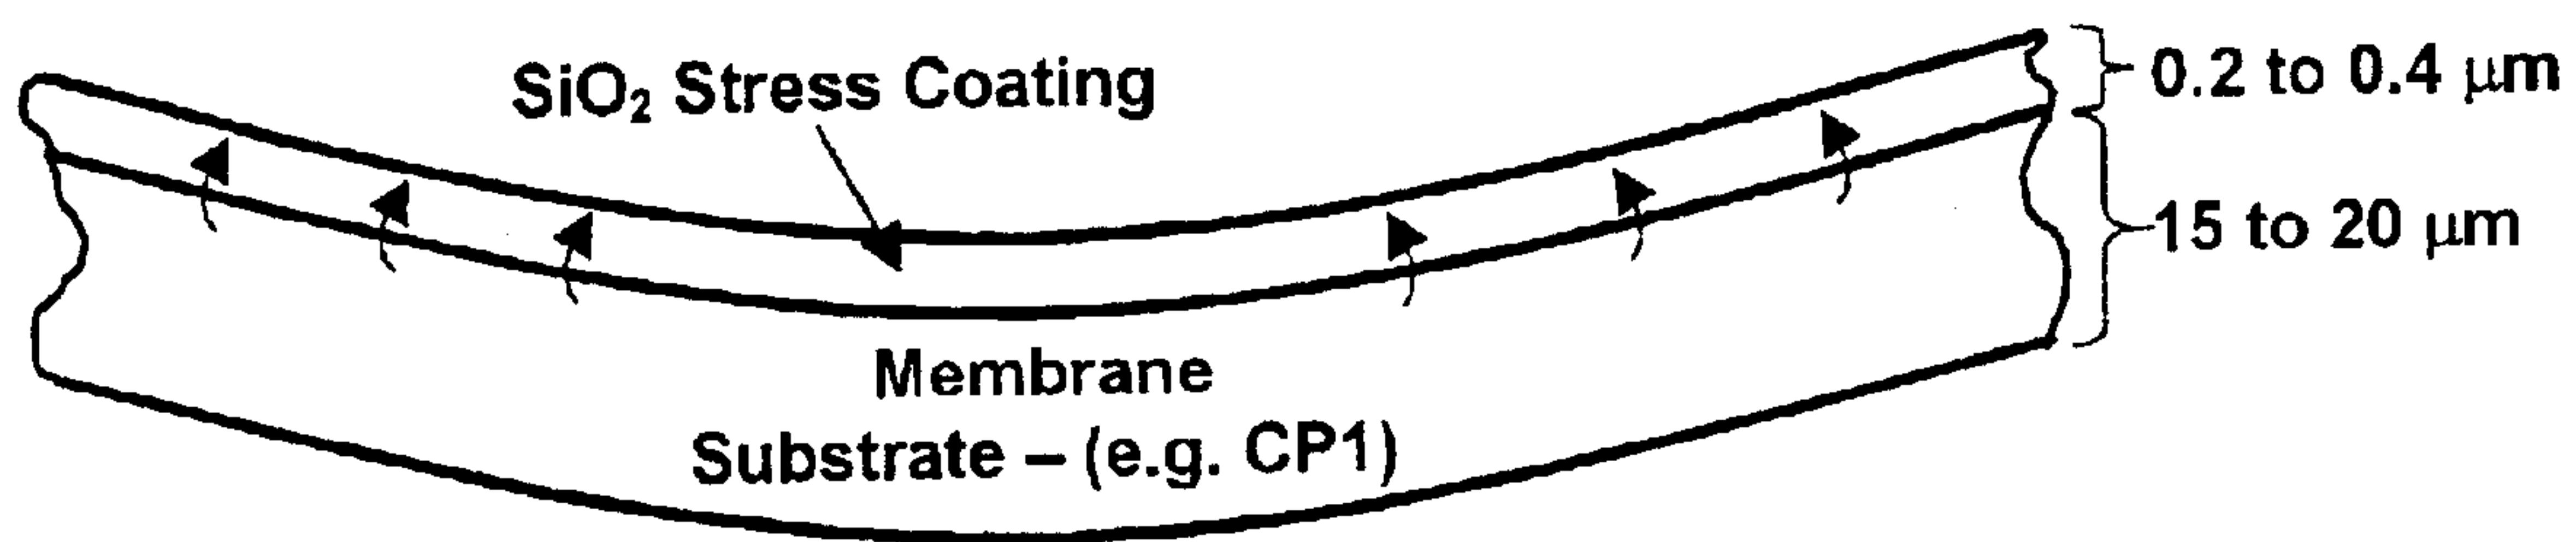 SiO₂ Stress Coating
0.2 to 0.4 μm
15 to 20 μm
Membrane
Substrate – (e.g. CP1)